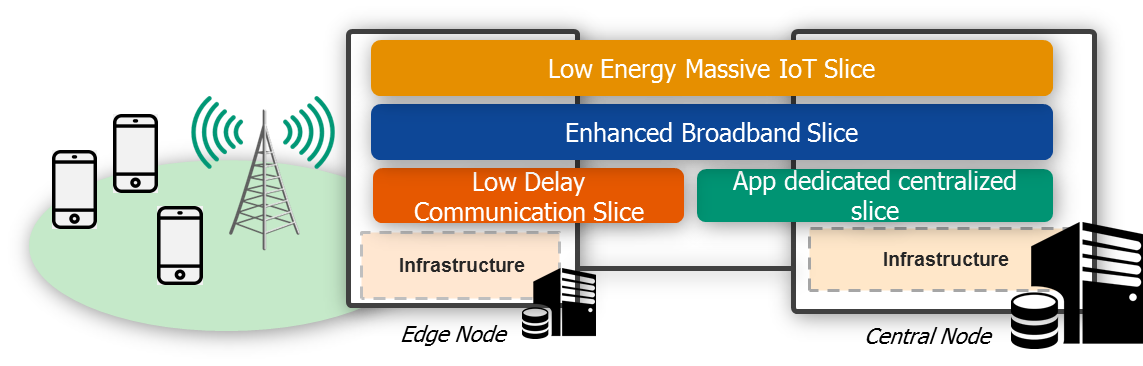 Low Energy Massive IoT Slice
Enhanced Broadband Slice
Low Delay
Communication Slice
App dedicated centralized
slice
Infrastructure
Infrastructure
Edge Node
Central Node